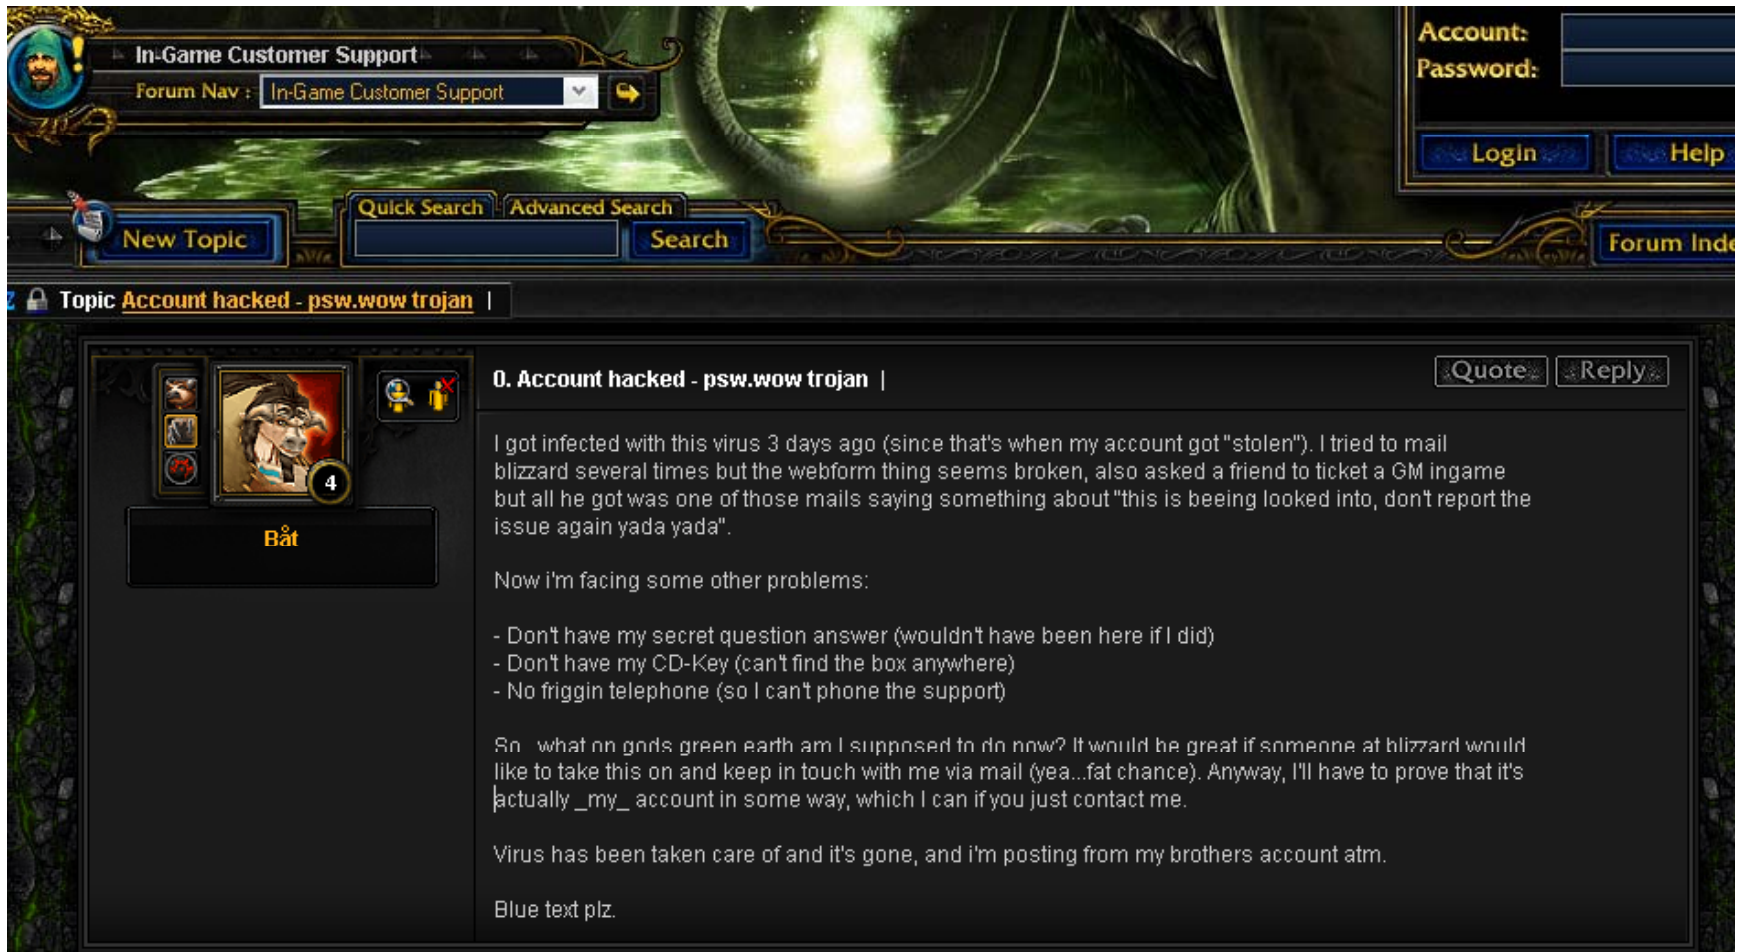 In-Game Customer Support
Forum Nav : In-Game Customer Support
Account:
Password:
Login Help
Quick Search Advanced Search
New Topic Search
Forum Inde
Topic Account hacked - psw.wow trojan |
0. Account hacked - psw.wow trojan |
Quote Reply
4
Båt
I got infected with this virus 3 days ago (since that's when my account got "stolen"). I tried to mail
blizzard several times but the webform thing seems broken, also asked a friend to ticket a GM ingame
but all he got was one of those mails saying something about "this is beeing looked into, don't report the
issue again yada yada".
Now i'm facing some other problems:
- Don't have my secret question answer (wouldn't have been here if I did)
- Don't have my CD-Key (can't find the box anywhere)
- No friggin telephone (so I can't phone the support)
So what on gods green earth am I supposed to do now? It would be great if someone at blizzard would
like to take this on and keep in touch with me via mail (yea...fat chance). Anyway, I'll have to prove that it's
actually _my_ account in some way, which I can if you just contact me.
Virus has been taken care of and it's gone, and i'm posting from my brothers account atm.
Blue text plz.